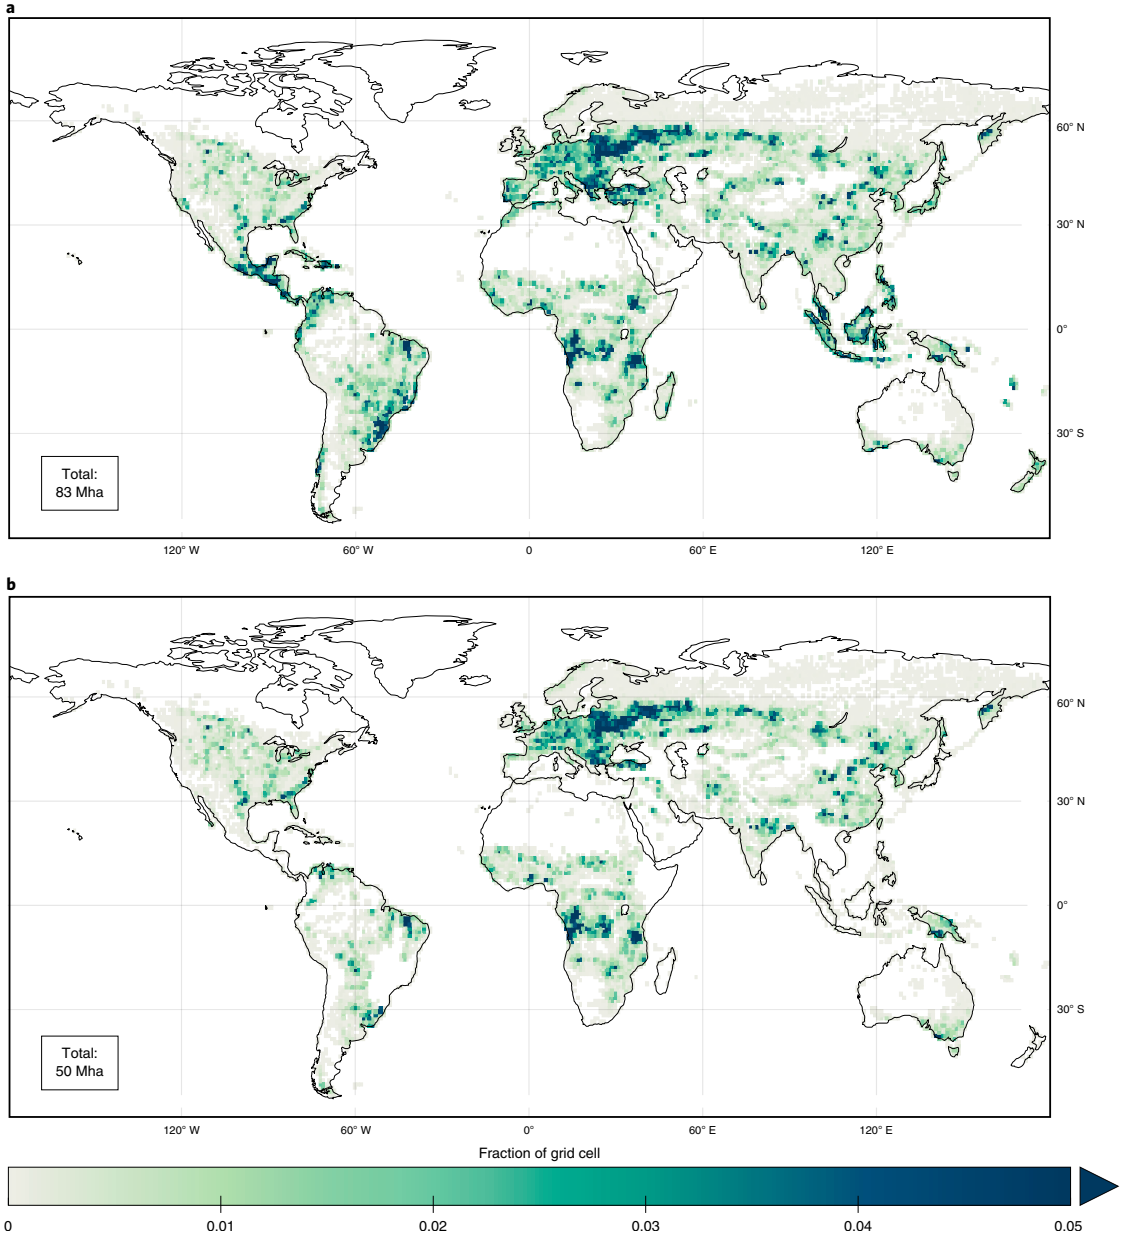 a
60° N
30° N
0°
30° S
Total:
83 Mha
120° W
60° W
0
60° E
120° E
b
60° N
30° N
0°
30° S
Total:
50 Mha
120° W
60° W
0°
60° E
120° E
Fraction of grid cell
0
0.01
0.02
0.03
0.04
0.05